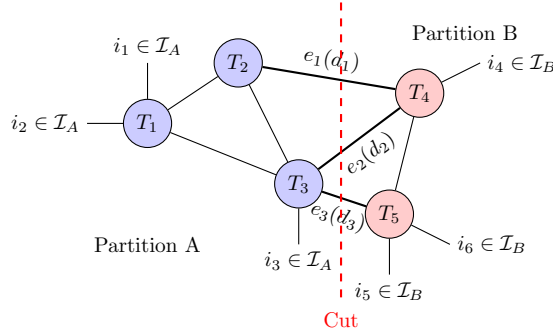 Partition B
i₁ ∈ 𝓘_A
e₁(d₁)
i₄ ∈ 𝓘_B
T₂
T₄
i₂ ∈ 𝓘_A
T₁
e₂(d₂)
T₃
e₃(d₃)
T₅
Partition A
i₃ ∈ 𝓘_A
i₆ ∈ 𝓘_B
i₅ ∈ 𝓘_B
Cut